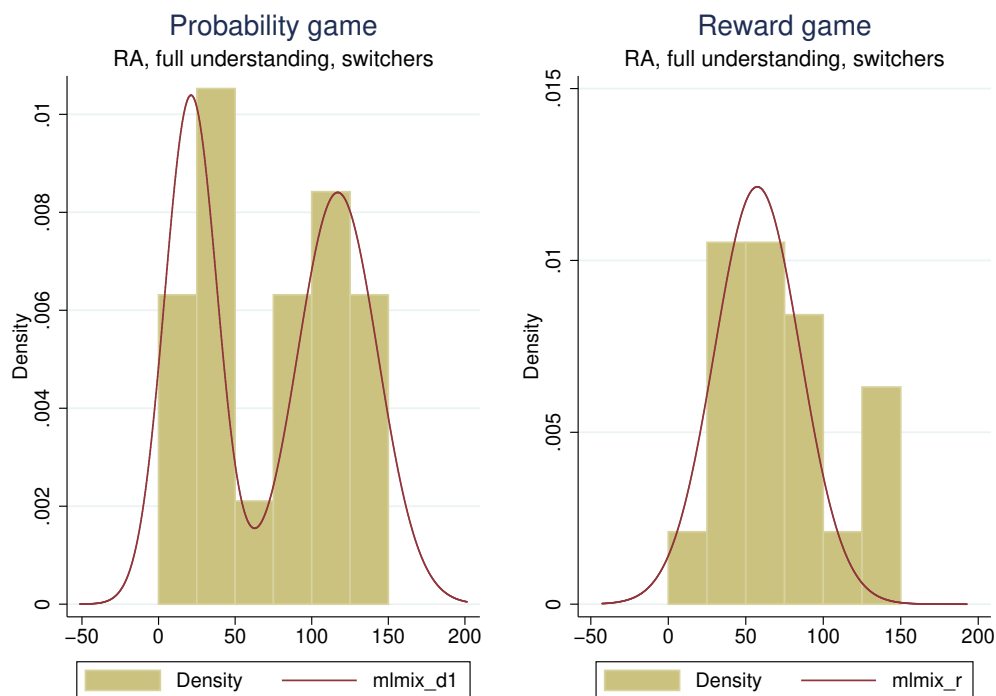 Probability game
RA, full understanding, switchers
Density
.01
.008
.006
.004
.002
0
−50 0 50 100 150 200
Density mlmix_d1
Reward game
RA, full understanding, switchers
Density
.015
.01
.005
0
−50 0 50 100 150 200
Density mlmix_r